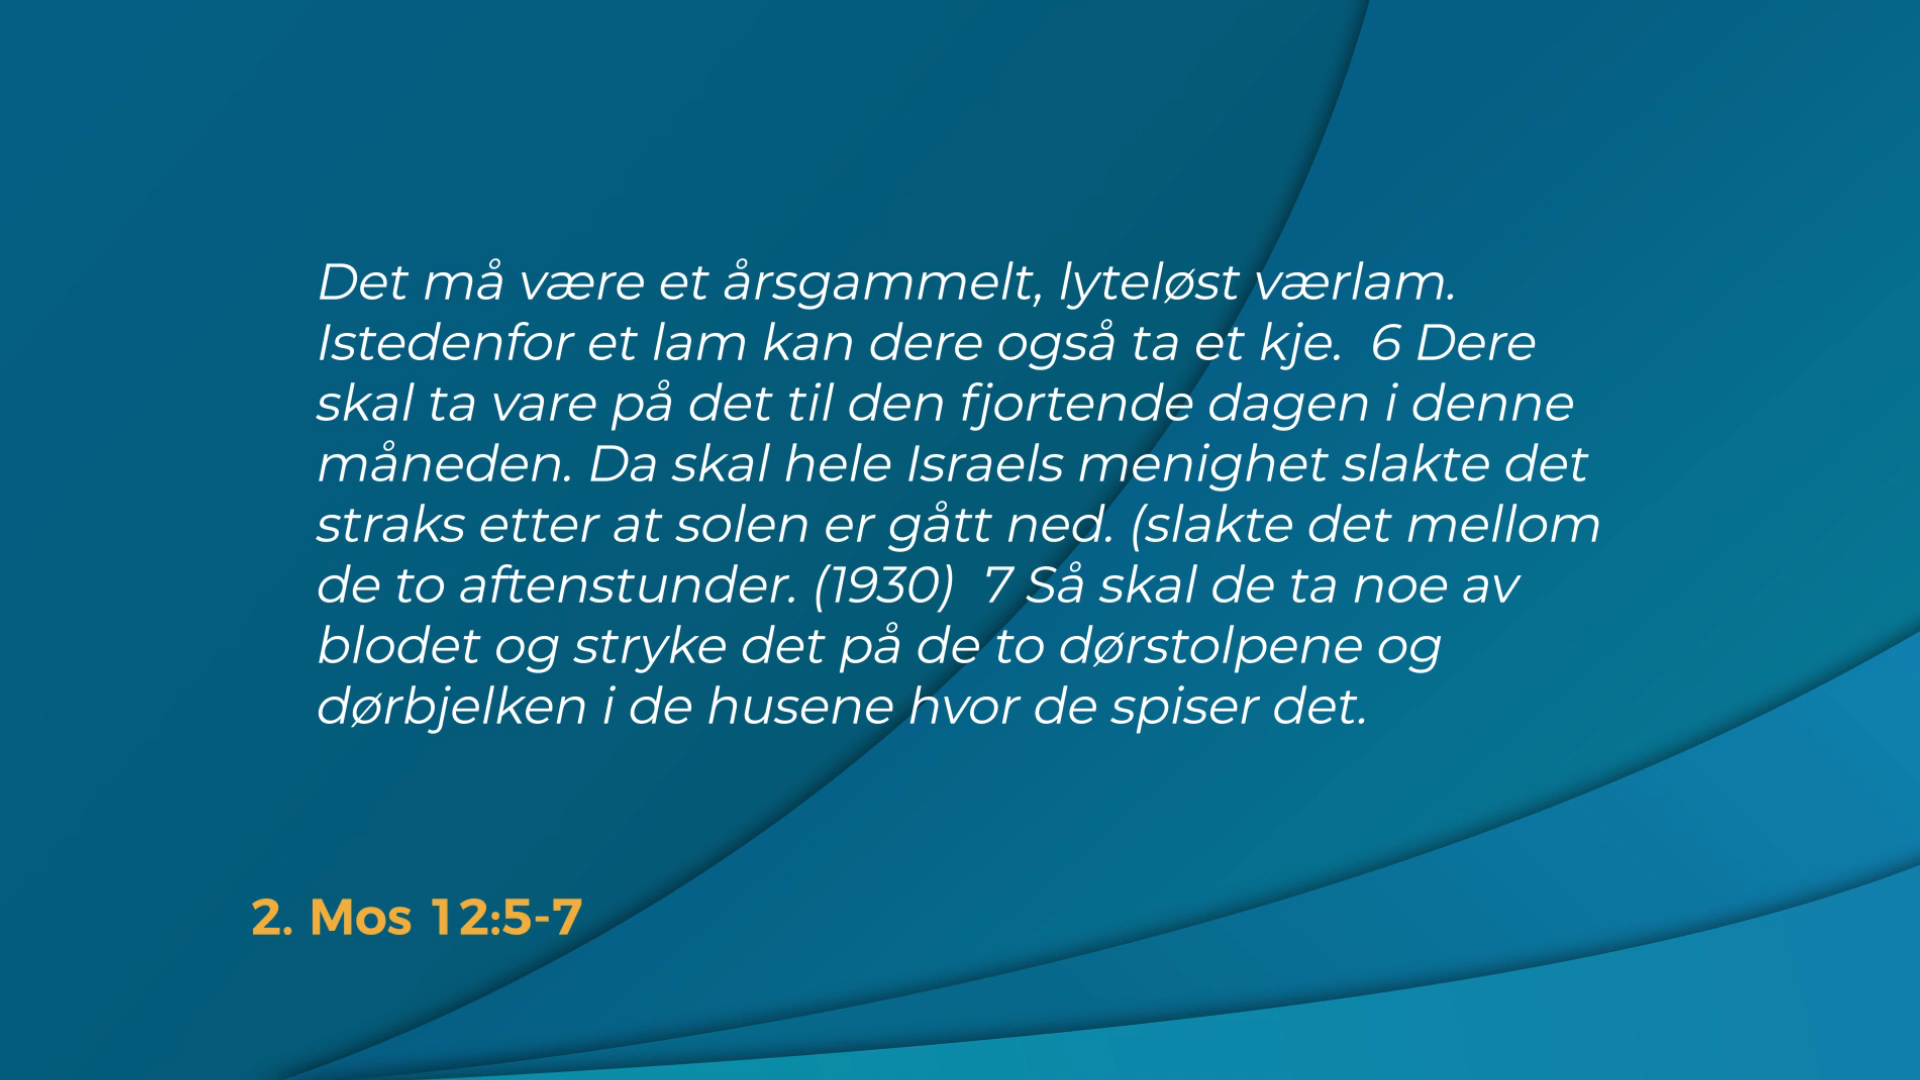 Det må være et årsgammelt, lyteløst værlam.
Istedenfor et lam kan dere også ta et kje.  6 Dere
skal ta vare på det til den fjortende dagen i denne
måneden. Da skal hele Israels menighet slakte det
straks etter at solen er gått ned. (slakte det mellom
de to aftenstunder. (1930)  7 Så skal de ta noe av
blodet og stryke det på de to dørstolpene og
dørbjelken i de husene hvor de spiser det.
2. Mos 12:5-7